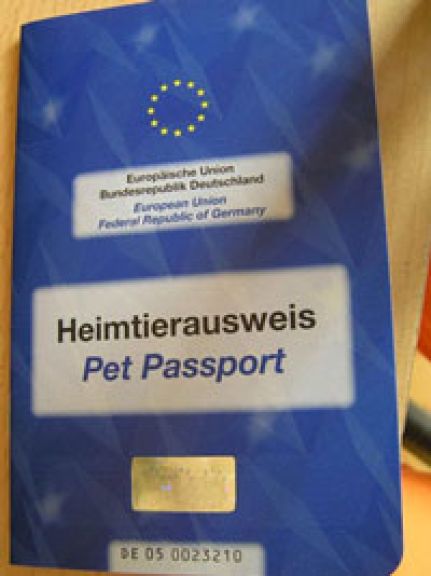 Europäische Union
Bundesrepublik Deutschland
European Union
Federal Republic of Germany
Heimtierausweis
Pet Passport
DE 05 0023210